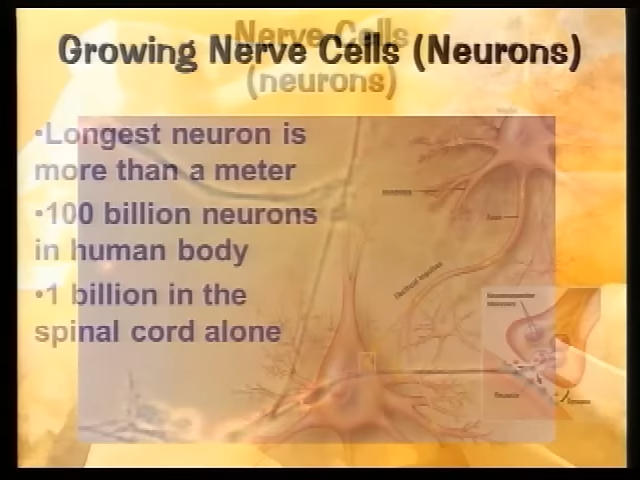 Growing Nerve Cells (Neurons)
Nerve Cells
(neurons)
•Longest neuron is
more than a meter
•100 billion neurons
in human body
•1 billion in the
spinal cord alone